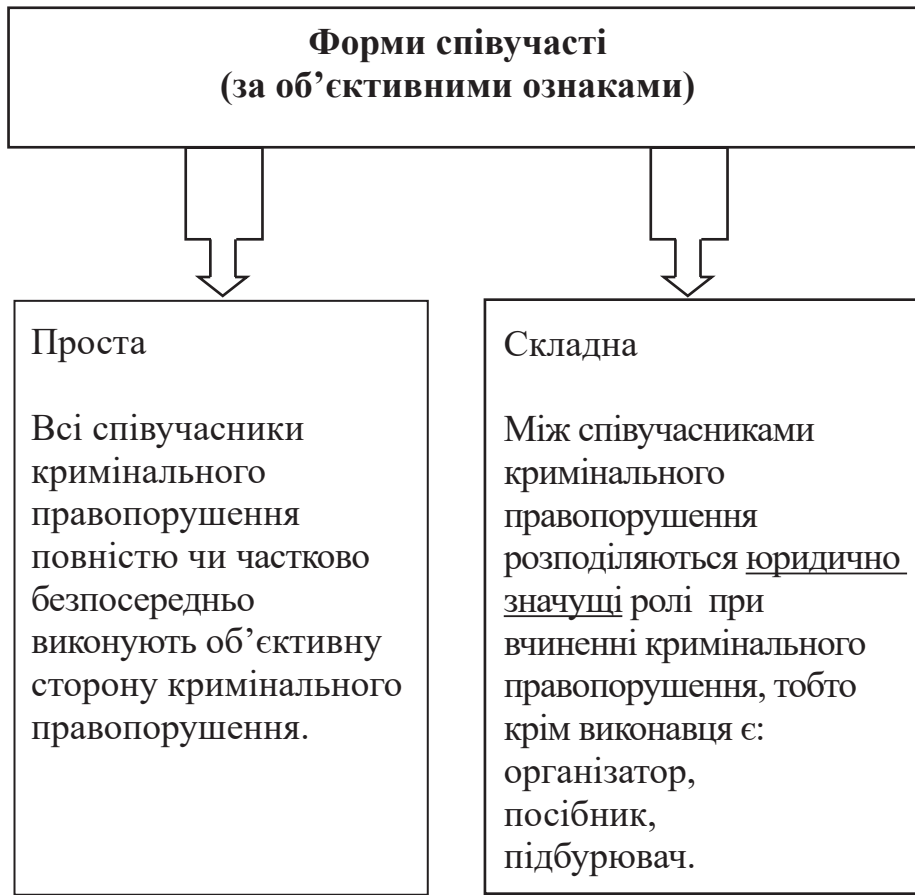 Форми співучасті
(за об’єктивними ознаками)
Проста
Всі співучасники
кримінального
правопорушення
повністю чи частково
безпосередньо
виконують об’єктивну
сторону кримінального
правопорушення.
Складна
Між співучасниками
кримінального
правопорушення
розподіляються юридично
значущі ролі при
вчиненні кримінального
правопорушення, тобто
крім виконавця є:
організатор,
посібник,
підбурювач.